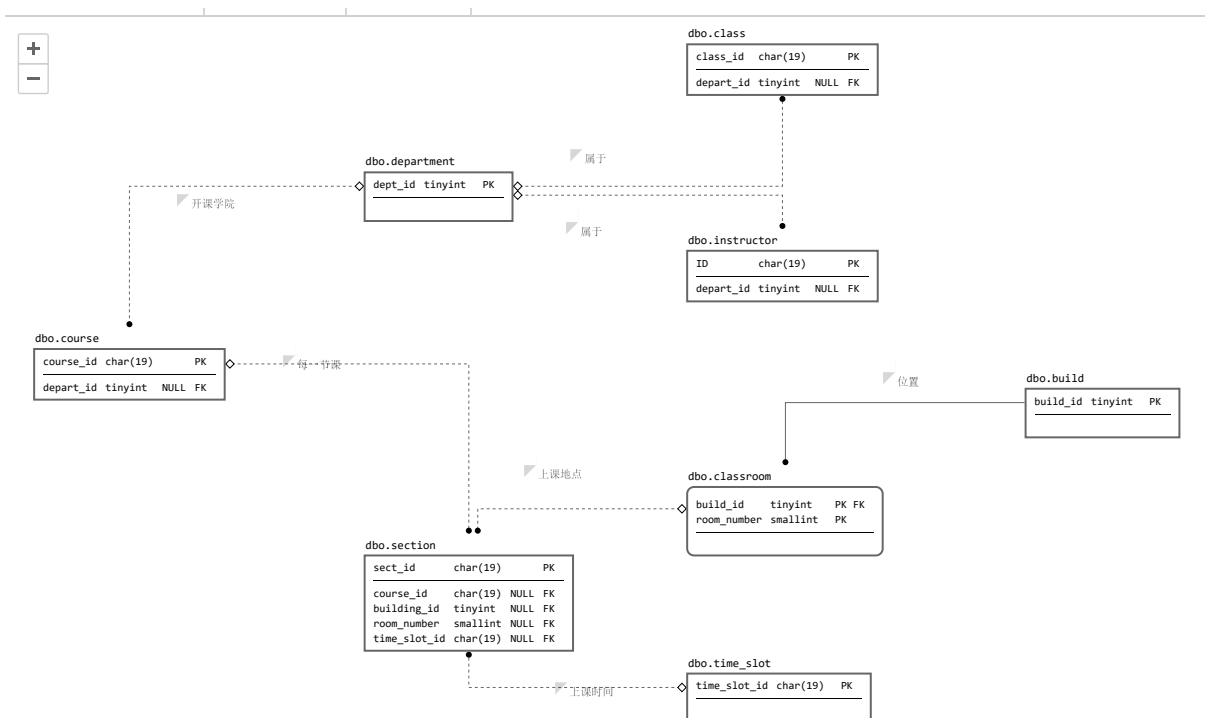 dbo.class
class_id char(19) PK
depart_id tinyint NULL FK
属于
dbo.department
dept_id tinyint PK
开课学院
属于
dbo.instructor
ID char(19) PK
depart_id tinyint NULL FK
dbo.course
course_id char(19) PK
depart_id tinyint NULL FK
每一节课
位置
dbo.build
build_id tinyint PK
上课地点
dbo.classroom
build_id tinyint PK FK
room_number smallint PK
dbo.section
sect_id char(19) PK
course_id char(19) NULL FK
building_id tinyint NULL FK
room_number smallint NULL FK
time_slot_id char(19) NULL FK
上课时间
dbo.time_slot
time_slot_id char(19) PK